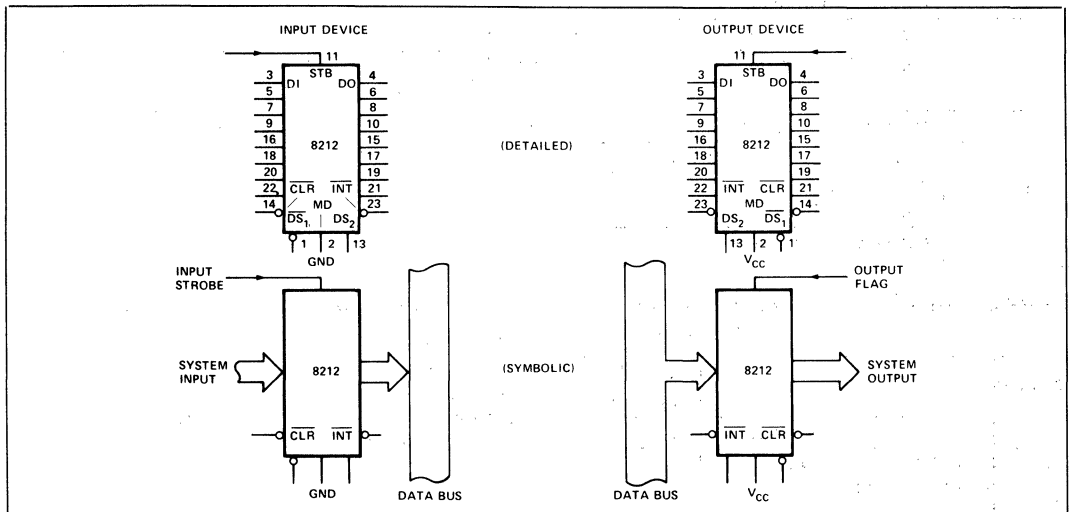 INPUT DEVICE
11
STB
3 DI DO 4
5 6
7 8
9 10
16 8212 15
18 17
20 19
22 CLR INT 21
14 MD 23
DS1 DS2
1 2 13
GND
(DETAILED)
OUTPUT DEVICE
11
STB
3 DI DO 4
5 6
7 8
9 10
16 8212 15
18 17
20 19
22 INT CLR 21
23 MD 14
DS2 DS1
13 2 1
VCC
INPUT
STROBE
SYSTEM
INPUT
8212
CLR INT
GND
DATA BUS
(SYMBOLIC)
OUTPUT
FLAG
8212
SYSTEM
OUTPUT
INT CLR
DATA BUS
VCC